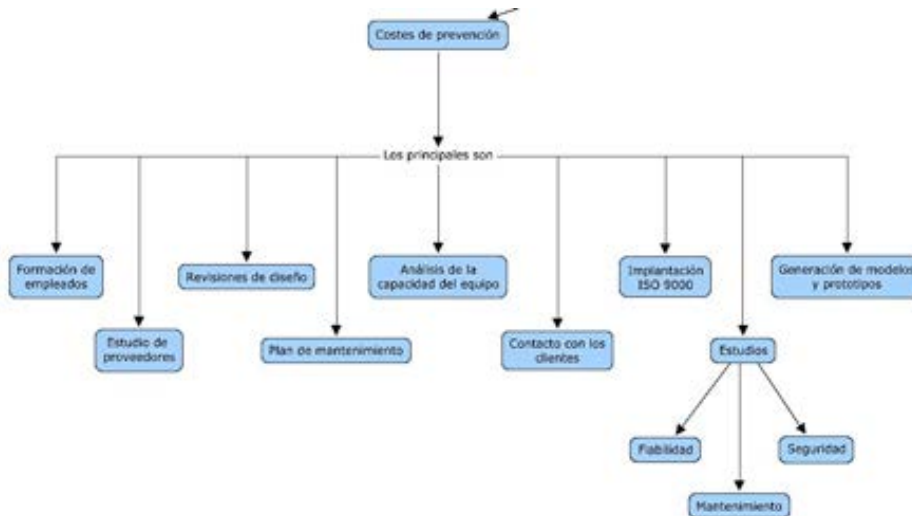 Costes de prevención
Los principales son
Formación de
empleados
Estudio de
proveedores
Revisiones de diseño
Plan de mantenimiento
Análisis de la
capacidad del equipo
Contacto con los
clientes
Implantación
ISO 9000
Estudios
Generación de modelos
y prototipos
Fiabilidad
Mantenimiento
Seguridad